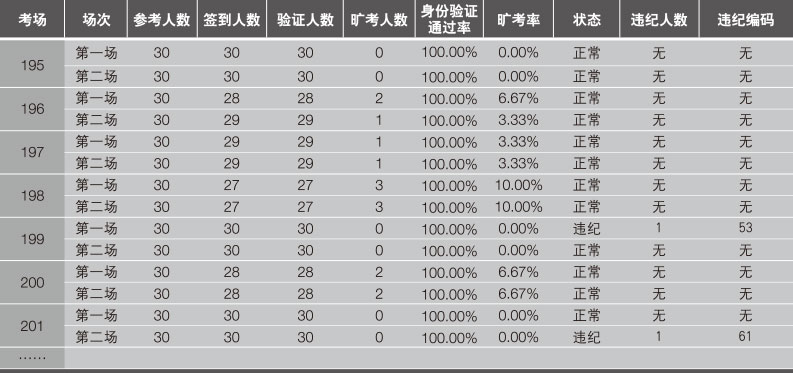 考场 场次 参考人数 签到人数 验证人数 旷考人数 身份验证通过率 旷考率 状态 违纪人数 违纪编码
195 第一场 30 30 30 0 100.00% 0.00% 正常 无 无
第二场 30 30 30 0 100.00% 0.00% 正常 无 无
196 第一场 30 28 28 2 100.00% 6.67% 正常 无 无
第二场 30 29 29 1 100.00% 3.33% 正常 无 无
197 第一场 30 29 29 1 100.00% 3.33% 正常 无 无
第二场 30 29 29 1 100.00% 3.33% 正常 无 无
198 第一场 30 27 27 3 100.00% 10.00% 正常 无 无
第二场 30 27 27 3 100.00% 10.00% 正常 无 无
199 第一场 30 30 30 0 100.00% 0.00% 违纪 1 53
第二场 30 30 30 0 100.00% 0.00% 正常 无 无
200 第一场 30 28 28 2 100.00% 6.67% 正常 无 无
第二场 30 28 28 2 100.00% 6.67% 正常 无 无
201 第一场 30 30 30 0 100.00% 0.00% 正常 无 无
第二场 30 30 30 0 100.00% 0.00% 违纪 1 61
……